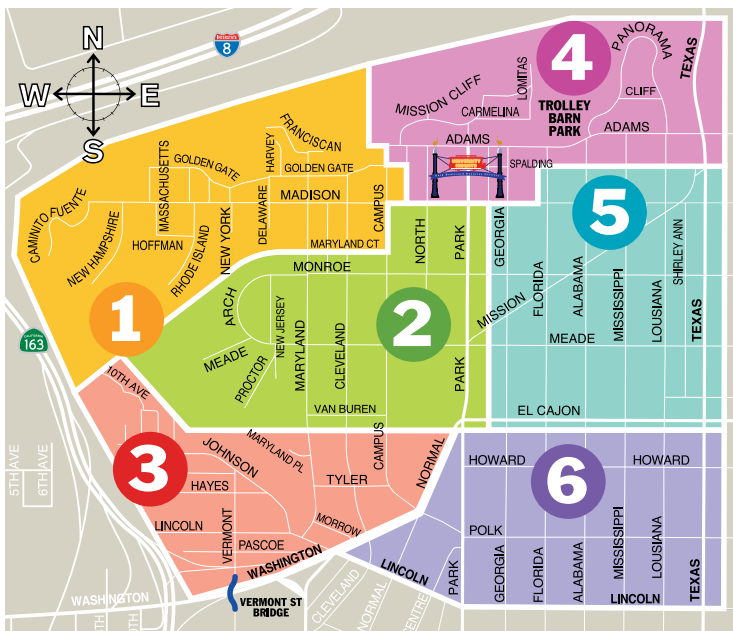 N
W
E
S
INTERSTATE
8
4
PANORAMA
TEXAS
MISSION CLIFF
LOMITAS
CARMELINA
TROLLEY
BARN
PARK
CLIFF
ADAMS
ADAMS
SPALDING
FRANCISCAN
HARVEY
GOLDEN GATE
GOLDEN GATE
MASSACHUSETTS
MADISON
CAMPUS
DELAWARE
CAMINITO FUENTE
NEW HAMPSHIRE
HOFFMAN
RHODE ISLAND
NEW YORK
MARYLAND CT
1
CALIFORNIA
163
MONROE
NORTH
PARK
ARCH
2
MEADE
PROCTOR
NEW JERSEY
MARYLAND
CLEVELAND
PARK
VAN BUREN
CAMPUS
5
GEORGIA
FLORIDA
ALABAMA
MISSISSIPPI
LOUISIANA
SHIRLEY ANN
TEXAS
MISSION
MEADE
EL CAJON
10TH AVE
3
JOHNSON
MARYLAND PL
HAYES
TYLER
NORMAL
LINCOLN
VERMONT
PASCOE
MORROW
WASHINGTON
5TH AVE
6TH AVE
WASHINGTON
VERMONT ST
BRIDGE
CLEVELAND
NORMAL
CENTRE
6
HOWARD
HOWARD
POLK
LINCOLN
PARK
GEORGIA
FLORIDA
ALABAMA
MISSISSIPPI
LOUISIANA
TEXAS
LINCOLN